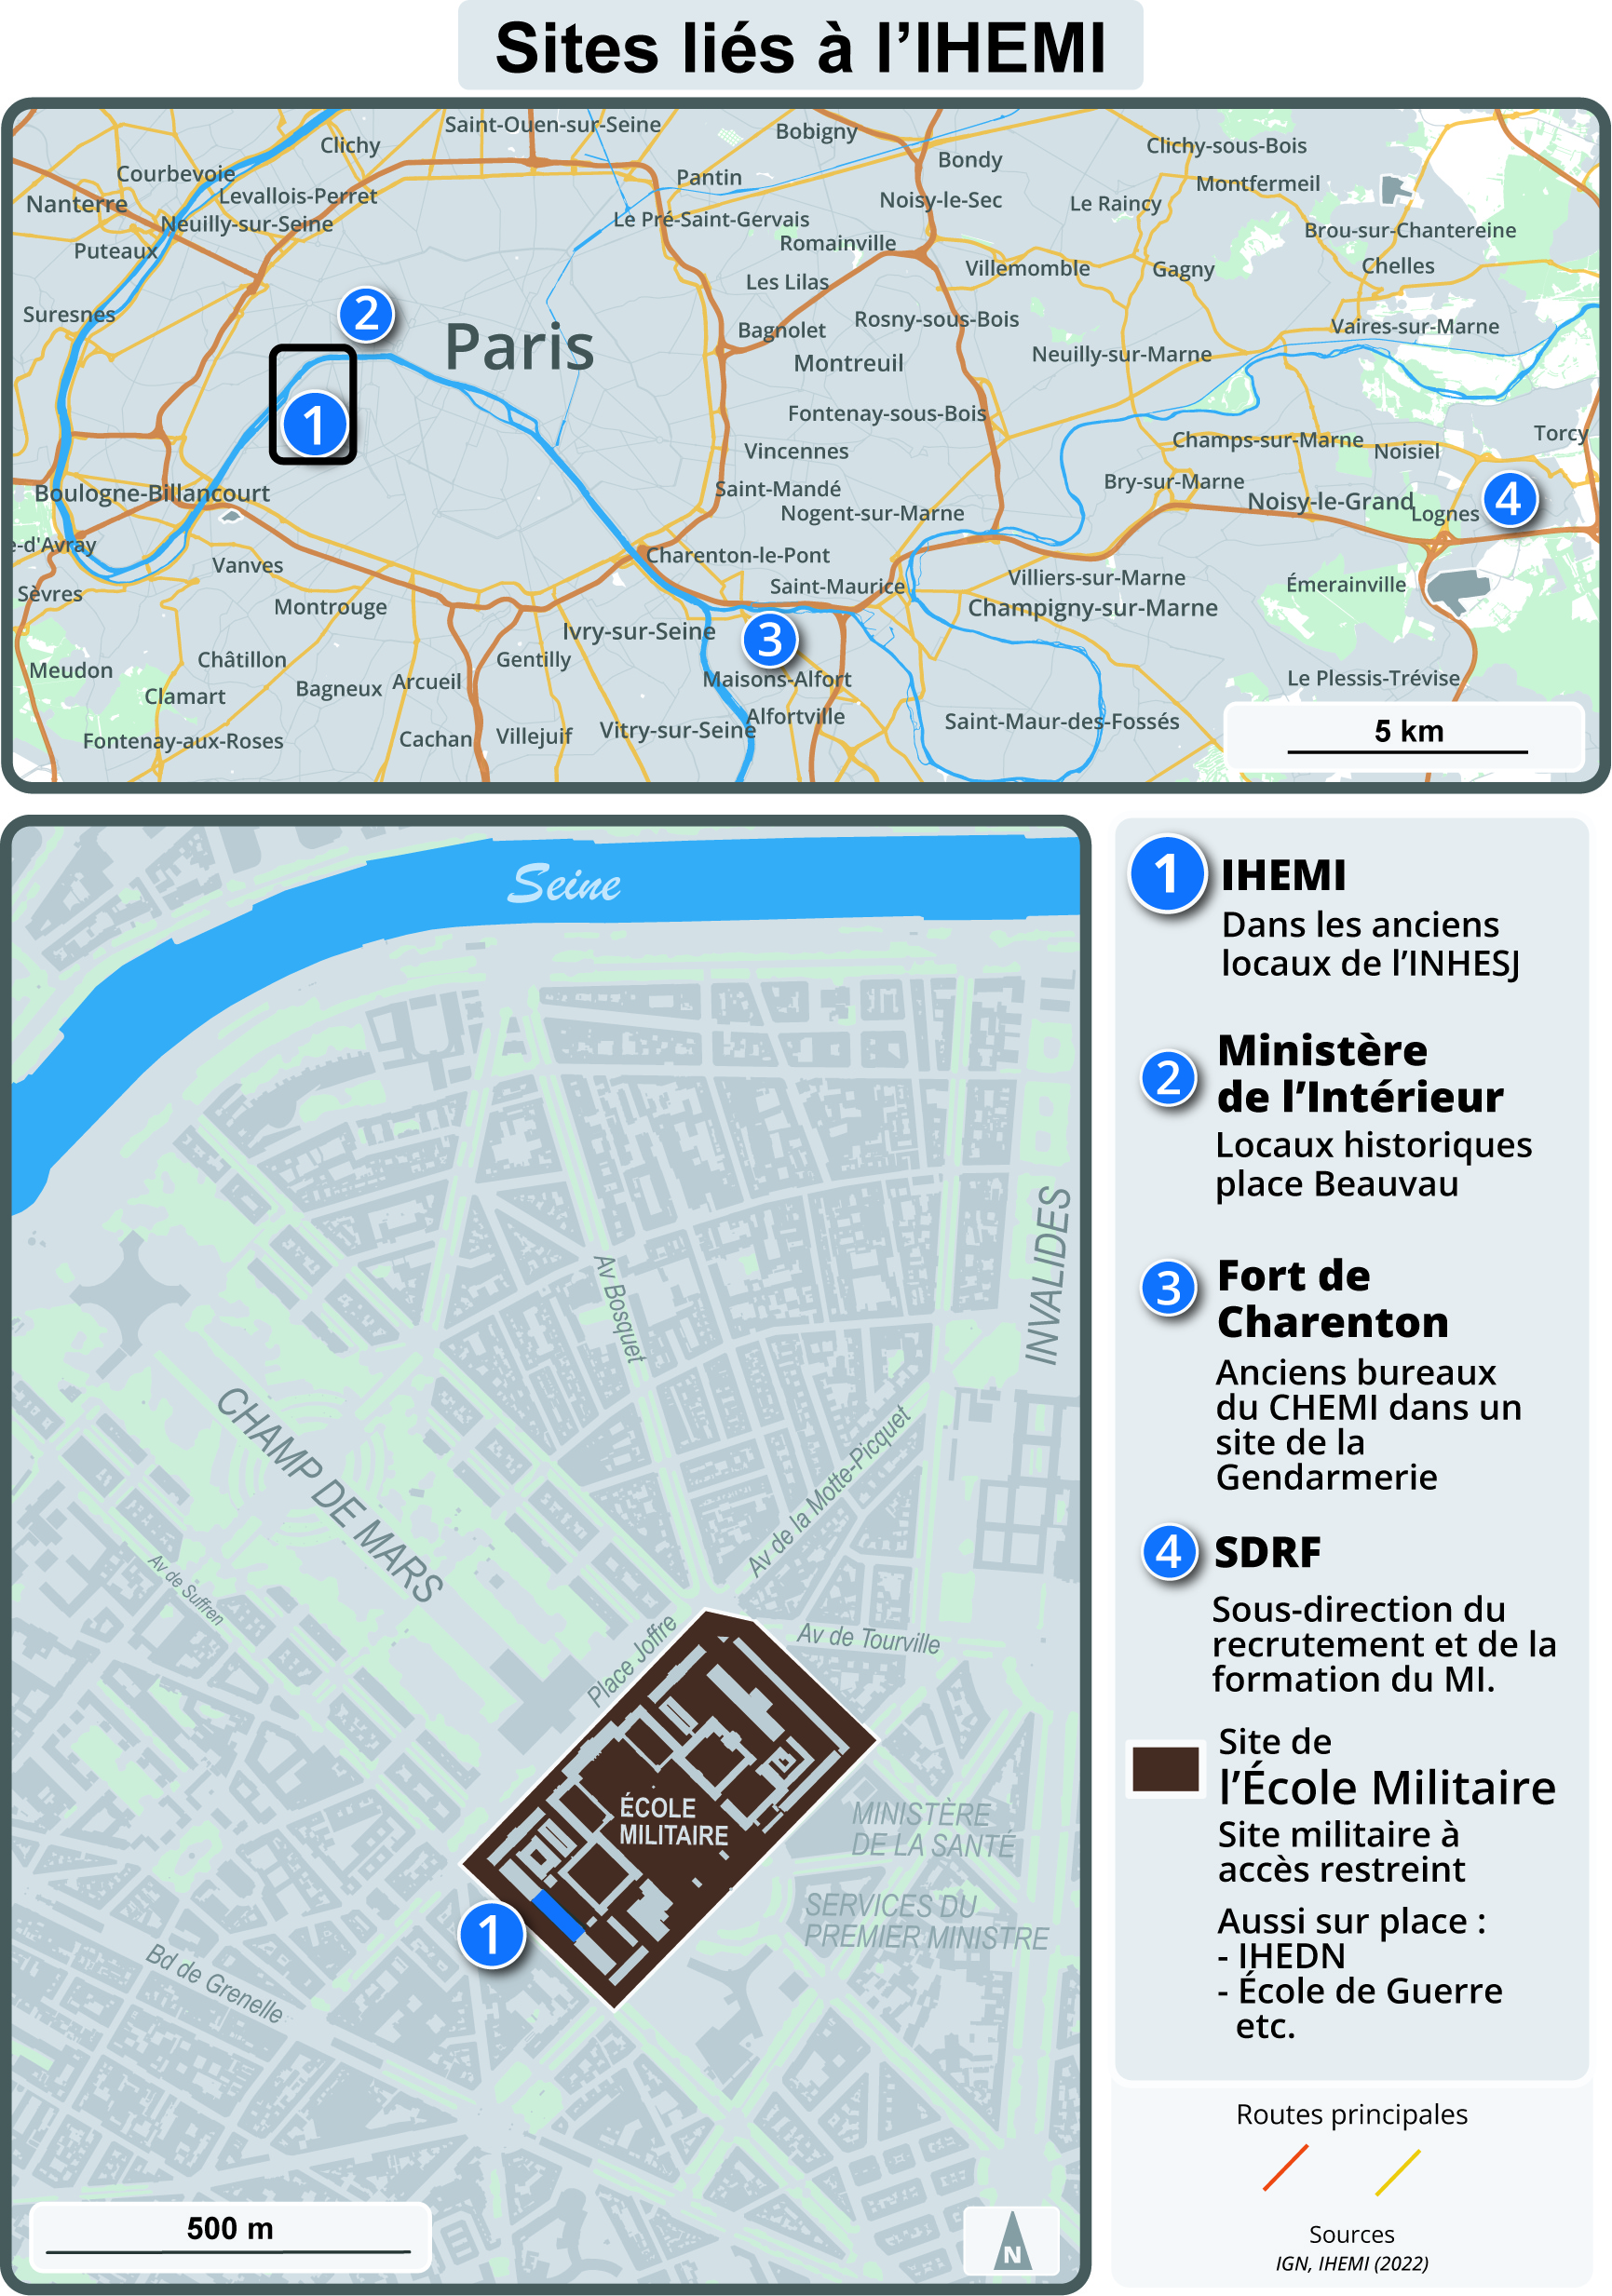 Sites liés à l’IHEMI
Saint-Ouen-sur-Seine
Bobigny
Clichy
Clichy-sous-Bois
Bondy
Courbevoie
Pantin
Montfermeil
Levallois-Perret
Nanterre
Noisy-le-Sec
Le Raincy
Neuilly-sur-Seine
Le Pré-Saint-Gervais
Brou-sur-Chantereine
Puteaux
Romainville
Villemomble
Gagny
Chelles
Les Lilas
Suresnes
2
Rosny-sous-Bois
Vaires-sur-Marne
Bagnolet
Paris
Neuilly-sur-Marne
Montreuil
1
Fontenay-sous-Bois
Torcy
Champs-sur-Marne
Noisiel
Vincennes
Bry-sur-Marne
Boulogne-Billancourt
Saint-Mandé
Noisy-le-Grand
4
Nogent-sur-Marne
Lognes
e-d'Avray
Charenton-le-Pont
Vanves
Villiers-sur-Marne
Saint-Maurice
Émerainville
Sèvres
Montrouge
Champigny-sur-Marne
Ivry-sur-Seine
3
Châtillon
Gentilly
Meudon
Maisons-Alfort
Le Plessis-Trévise
Bagneux
Arcueil
Clamart
Alfortville
Saint-Maur-des-Fossés
Vitry-sur-Seine
Fontenay-aux-Roses
Cachan
Villejuif
5 km
Seine
INVALIDES
Av Bosquet
CHAMP DE MARS
Av de la Motte-Picquet
Av de Suffren
Place Joffre
Av de Tourville
ÉCOLE
MILITAIRE
MINISTÈRE
DE LA SANTÉ
SERVICES DU
PREMIER MINISTRE
1
Bd de Grenelle
500 m
N
1 IHEMI
Dans les anciens
locaux de l’INHESJ
2 Ministère
de l’Intérieur
Locaux historiques
place Beauvau
3 Fort de
Charenton
Anciens bureaux
du CHEMI dans un
site de la
Gendarmerie
4 SDRF
Sous-direction du
recrutement et de la
formation du MI.
Site de
l’École Militaire
Site militaire à
accès restreint
Aussi sur place :
- IHEDN
- École de Guerre
etc.
Routes principales
Sources
IGN, IHEMI (2022)